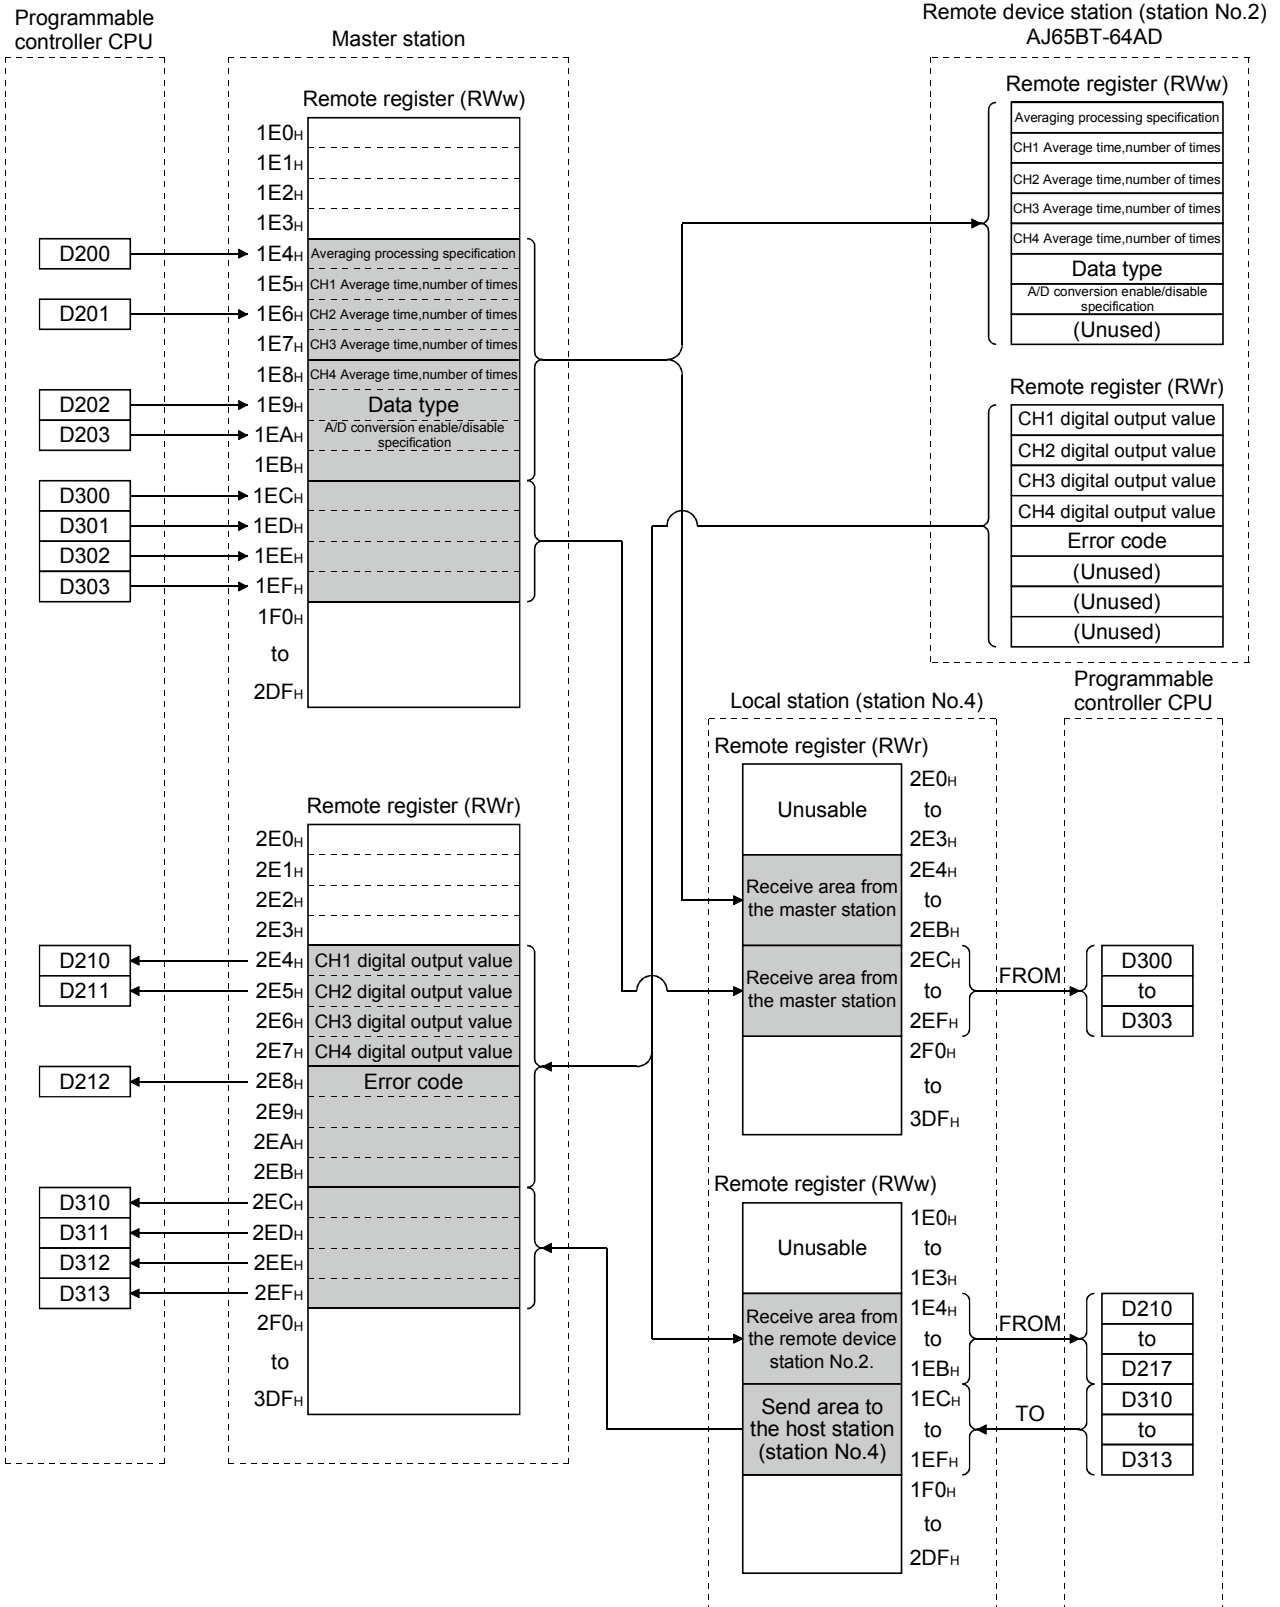 Programmable
controller CPU
Master station
Remote device station (station No.2)
AJ65BT-64AD
Remote register (RWw)
1E0H
1E1H
1E2H
1E3H
D200
1E4H Averaging processing specification
1E5H CH1 Average time,number of times
D201
1E6H CH2 Average time,number of times
1E7H CH3 Average time,number of times
1E8H CH4 Average time,number of times
D202
1E9H Data type
D203
1EAH A/D conversion enable/disable
specification
1EBH
D300
1ECH
D301
1EDH
D302
1EEH
D303
1EFH
1F0H
to
2DFH
Remote register (RWw)
Averaging processing specification
CH1 Average time,number of times
CH2 Average time,number of times
CH3 Average time,number of times
CH4 Average time,number of times
Data type
A/D conversion enable/disable
specification
(Unused)
Remote register (RWr)
CH1 digital output value
CH2 digital output value
CH3 digital output value
CH4 digital output value
Error code
(Unused)
(Unused)
(Unused)
Remote register (RWr)
2E0H
2E1H
2E2H
2E3H
D210
2E4H CH1 digital output value
D211
2E5H CH2 digital output value
2E6H CH3 digital output value
2E7H CH4 digital output value
D212
2E8H Error code
2E9H
2EAH
2EBH
D310
2ECH
D311
2EDH
D312
2EEH
D313
2EFH
2F0H
to
3DFH
Local station (station No.4)
Programmable
controller CPU
Remote register (RWr)
Unusable
2E0H
to
2E3H
Receive area from
the master station
2E4H
to
2EBH
Receive area from
the master station
2ECH
to
2EFH
FROM
D300
to
D303
2F0H
to
3DFH
Remote register (RWw)
Unusable
1E0H
to
1E3H
Receive area from
the remote device
station No.2.
1E4H
to
1EBH
FROM
D210
to
D217
Send area to
the host station
(station No.4)
1ECH
to
1EFH
TO
D310
to
D313
1F0H
to
2DFH